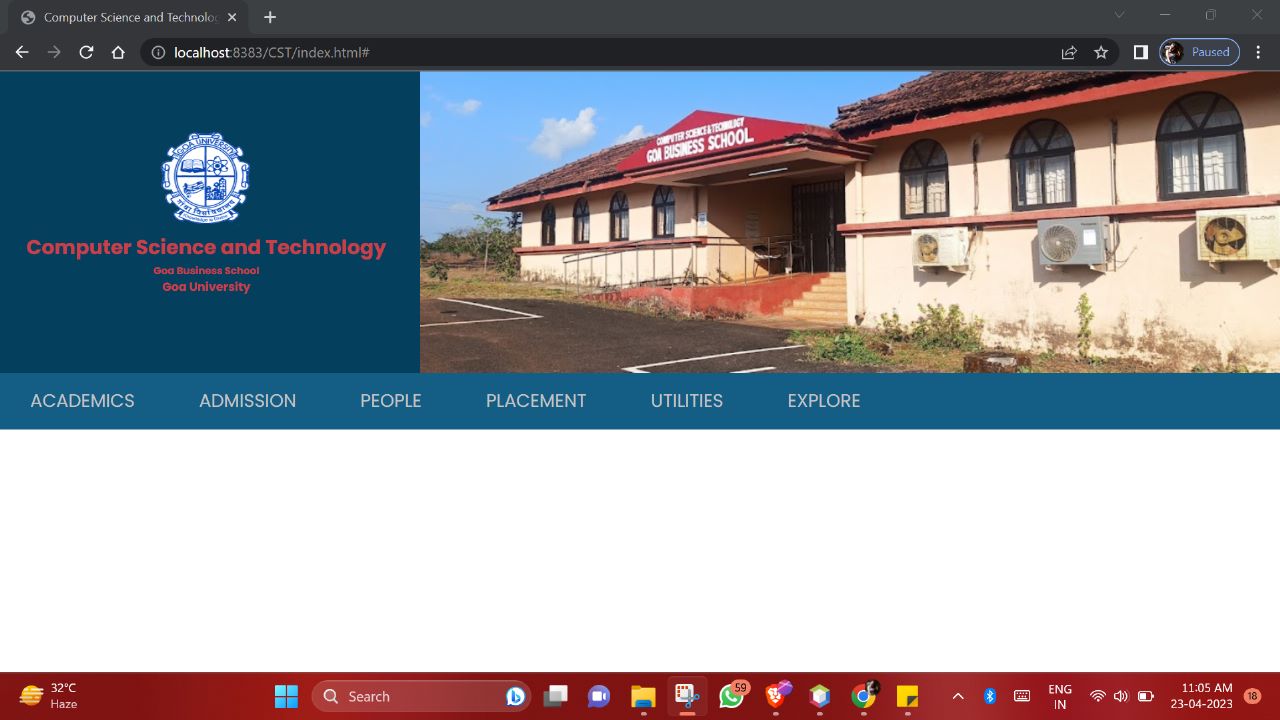 Computer Science and Technolo
localhost:8383/CST/index.html#
Paused
GOA UNIVERSITY
COMPUTER SCIENCE & TECHNOLOGY
GOA BUSINESS SCHOOL.
LLOYD
Computer Science and Technology
Goa Business School
Goa University
ACADEMICS
ADMISSION
PEOPLE
PLACEMENT
UTILITIES
EXPLORE
32°C
Haze
Search
59
ENG
IN
11:05 AM
23-04-2023
18